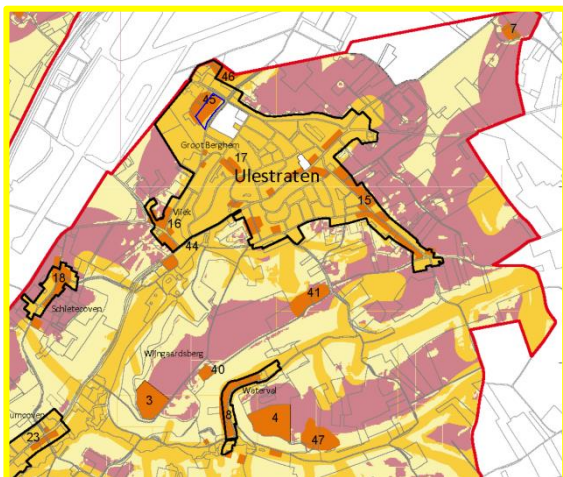 7
46
45
Groot Berghem
17
Ulestraten
15
Vliek
16
44
18
41
Schietecoven
Wijngaardsberg
40
Waterval
3
8
4
47
23